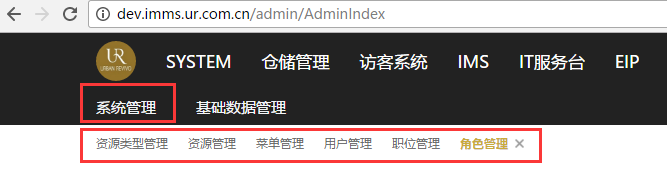 dev.imms.ur.com.cn/admin/AdminIndex
UR
URBAN REVIVO
SYSTEM 仓储管理 访客系统 IMS IT服务台 EIP
系统管理 基础数据管理
资源类型管理 资源管理 菜单管理 用户管理 职位管理 角色管理 ×